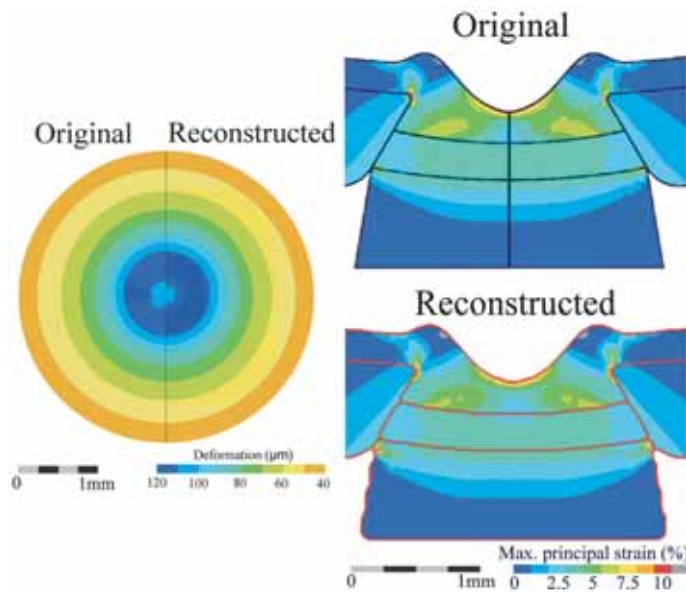 Original
Original Reconstructed
Reconstructed
Deformation (μm)
0 1mm
120 100 80 60 40
Max. principal strain (%)
0 1mm
0 2.5 5 7.5 10